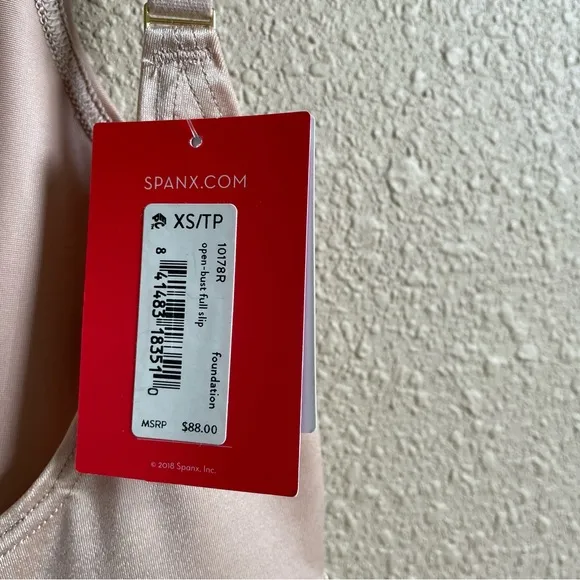 SPANX.COM
XS/TP
10178R
open-bust full slip
foundation
8 41483 18351 0
MSRP $88.00
© 2018 Spanx, Inc.